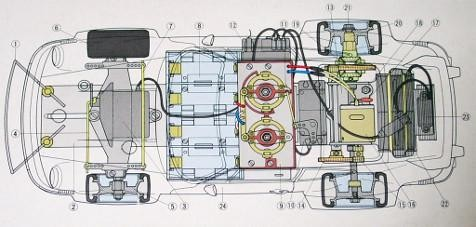 ⑥ ⑦ ⑧ ⑫ ⑪ ⑲ ⑬ ㉑ ⑳ ⑱ ⑰
①
④
㉓
② ⑤ ③ ㉔ ⑨ ⑩ ⑭ ⑮ ⑯ ㉒